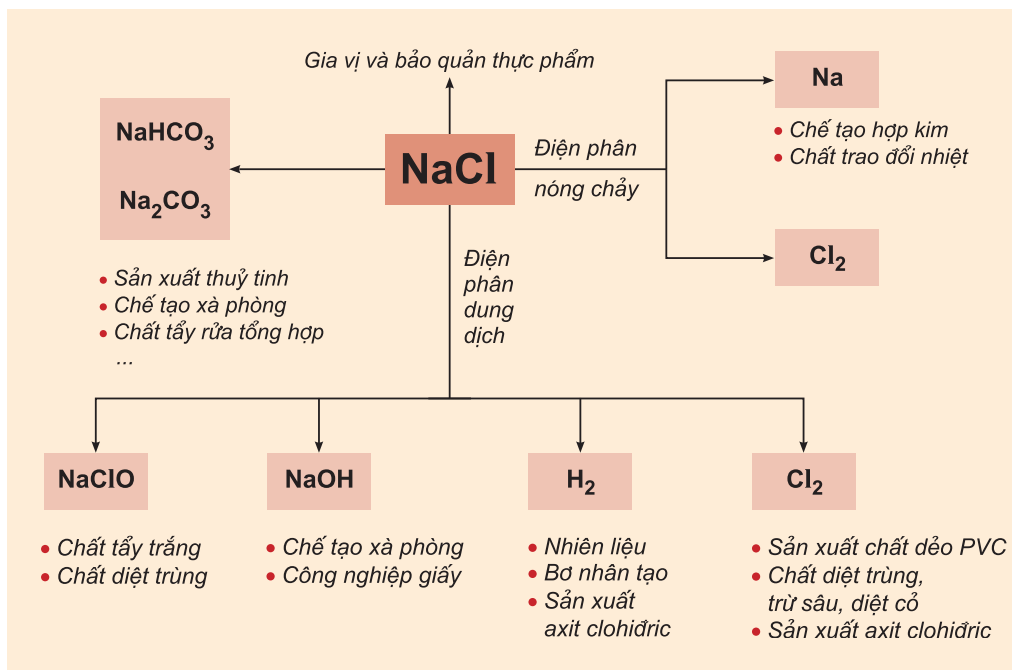 Gia vị và bảo quản thực phẩm
NaHCO3
Na2CO3
Sản xuất thuỷ tinh
Chế tạo xà phòng
Chất tẩy rửa tổng hợp
...
NaCl
Điện phân
nóng chảy
Na
Chế tạo hợp kim
Chất trao đổi nhiệt
Cl2
Điện
phân
dung
dịch
NaClO
Chất tẩy trắng
Chất diệt trùng
NaOH
Chế tạo xà phòng
Công nghiệp giấy
H2
Nhiên liệu
Bơ nhân tạo
Sản xuất
axit clohiđric
Cl2
Sản xuất chất dẻo PVC
Chất diệt trùng,
trừ sâu, diệt cỏ
Sản xuất axit clohiđric